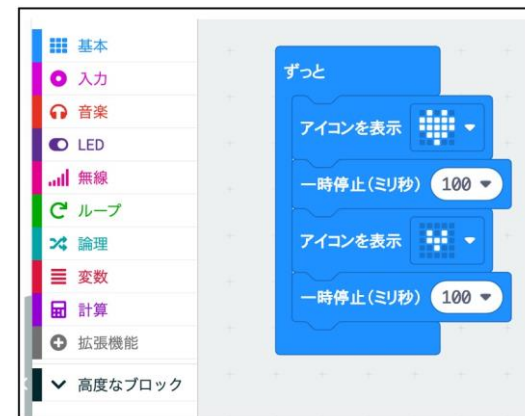 基本
入力
音楽
LED
無線
ループ
論理
変数
計算
拡張機能
高度なブロック
ずっと
アイコンを表示
一時停止(ミリ秒) 100
アイコンを表示
一時停止(ミリ秒) 100